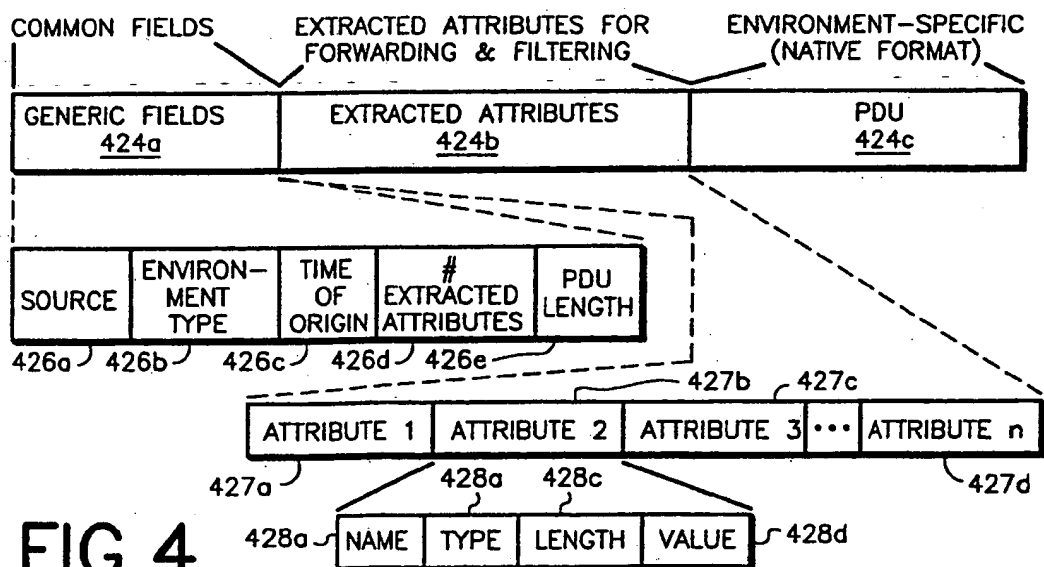 COMMON FIELDS
EXTRACTED ATTRIBUTES FOR
FORWARDING & FILTERING
ENVIRONMENT-SPECIFIC
(NATIVE FORMAT)
GENERIC FIELDS
424a
EXTRACTED ATTRIBUTES
424b
PDU
424c
SOURCE
ENVIRON-
MENT
TYPE
TIME
OF
ORIGIN
#
EXTRACTED
ATTRIBUTES
PDU
LENGTH
426a
426b
426c
426d
426e
427b
427c
ATTRIBUTE 1
ATTRIBUTE 2
ATTRIBUTE 3
•••
ATTRIBUTE n
427a
428a
428c
427d
FIG 4
428a
NAME
TYPE
LENGTH
VALUE
428d